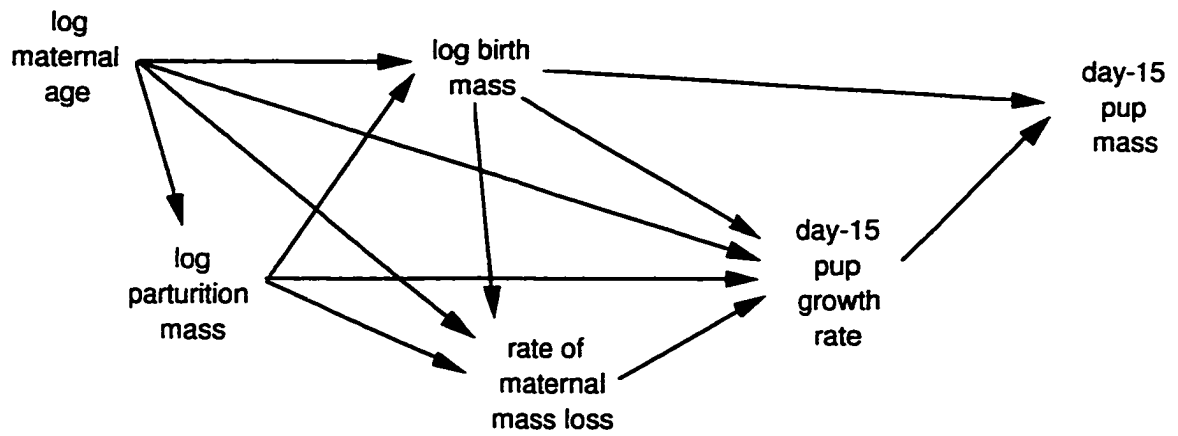 log
maternal
age
log birth
mass
day-15
pup
mass
log
parturition
mass
day-15
pup
growth
rate
rate of
maternal
mass loss